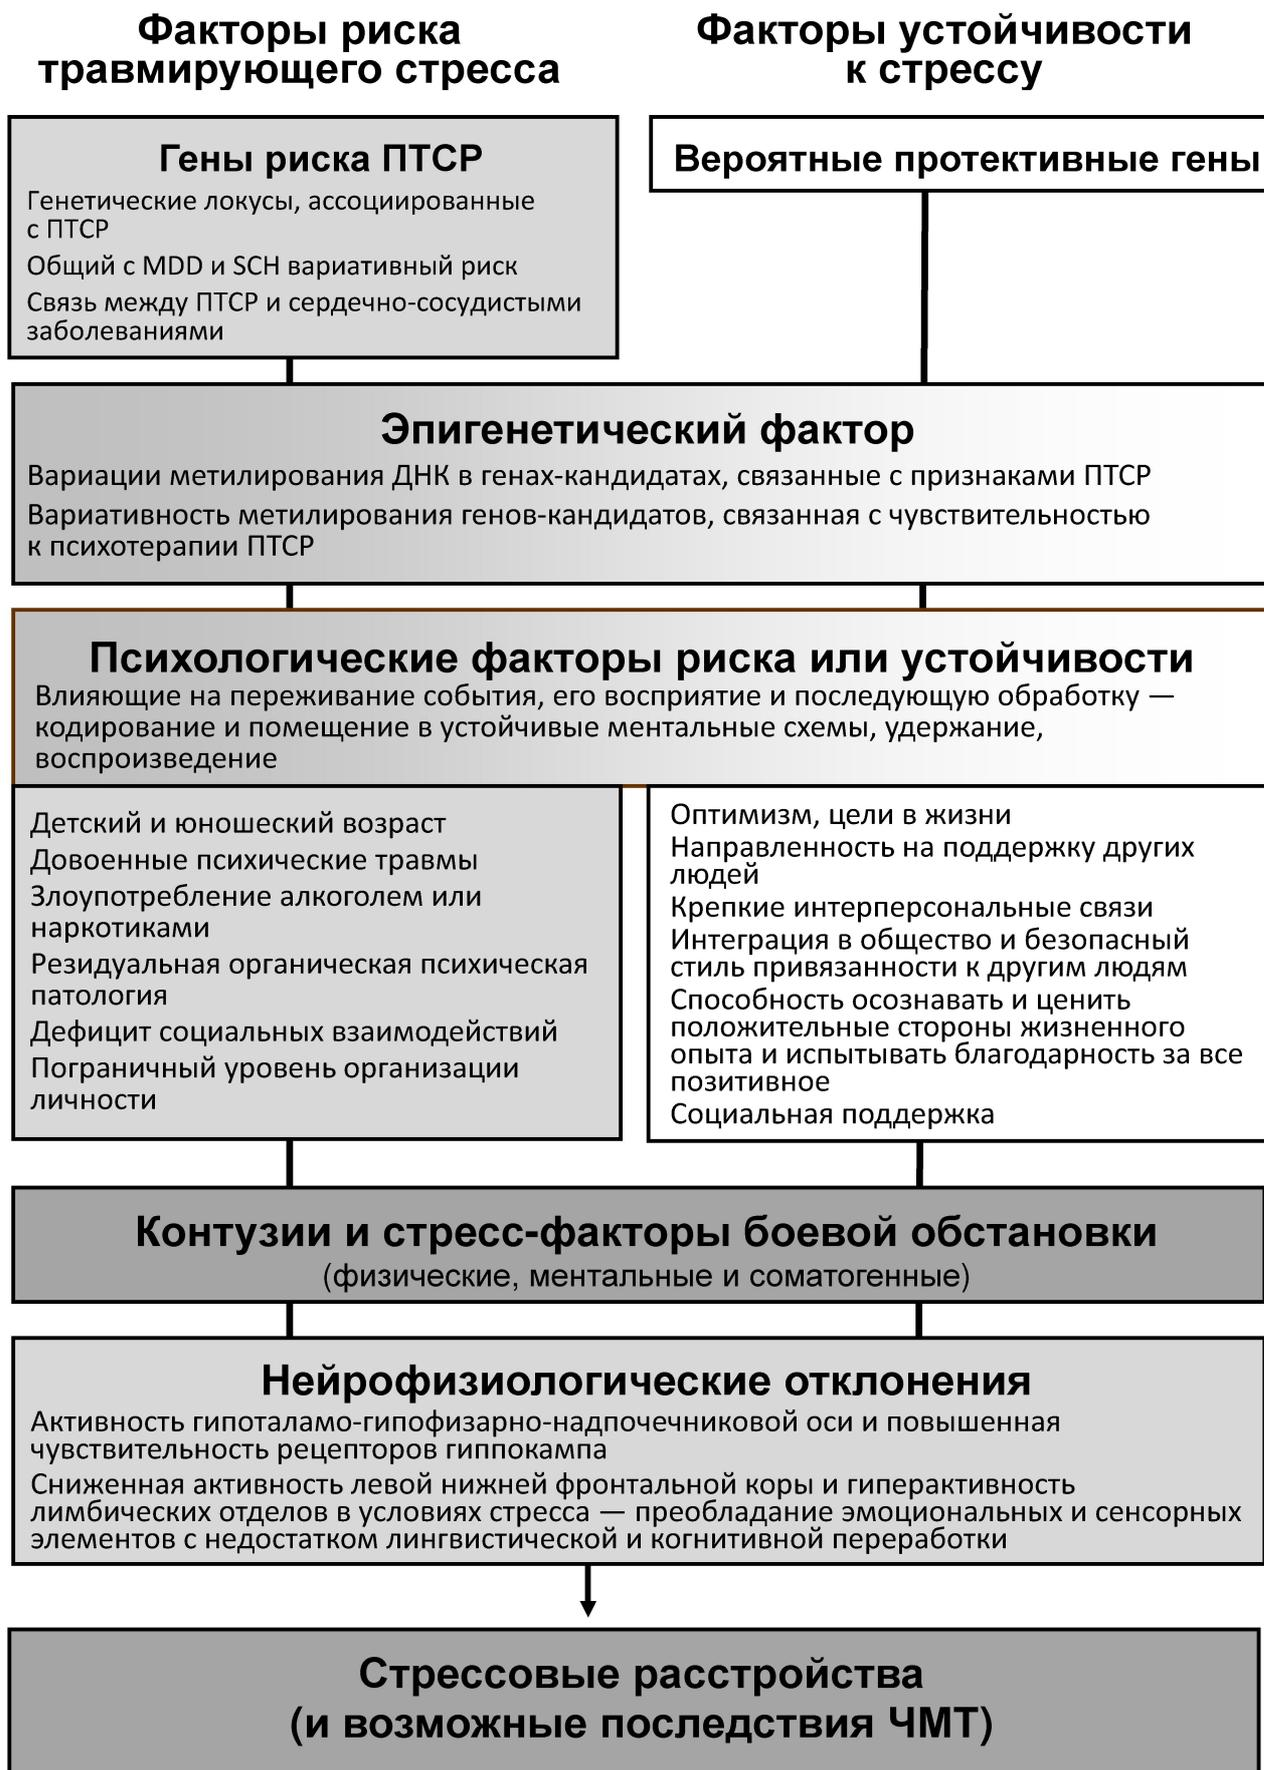 Факторы риска
травмирующего стресса
Факторы устойчивости
к стрессу
Гены риска ПТСР
Генетические локусы, ассоциированные
с ПТСР
Общий с MDD и SCH вариативный риск
Связь между ПТСР и сердечно-сосудистыми
заболеваниями
Вероятные протективные гены
Эпигенетический фактор
Вариации метилирования ДНК в генах-кандидатах, связанные с признаками ПТСР
Вариативность метилирования генов-кандидатов, связанная с чувствительностью
к психотерапии ПТСР
Психологические факторы риска или устойчивости
Влияющие на переживание события, его восприятие и последующую обработку —
кодирование и помещение в устойчивые ментальные схемы, удержание,
воспроизведение
Детский и юношеский возраст
Довоенные психические травмы
Злоупотребление алкоголем или
наркотиками
Резидуальная органическая психическая
патология
Дефицит социальных взаимодействий
Пограничный уровень организации
личности
Оптимизм, цели в жизни
Направленность на поддержку других
людей
Крепкие интерперсональные связи
Интеграция в общество и безопасный
стиль привязанности к другим людям
Способность осознавать и ценить
положительные стороны жизненного
опыта и испытывать благодарность за все
позитивное
Социальная поддержка
Контузии и стресс-факторы боевой обстановки
(физические, ментальные и соматогенные)
Нейрофизиологические отклонения
Активность гипоталамо-гипофизарно-надпочечниковой оси и повышенная
чувствительность рецепторов гиппокампа
Сниженная активность левой нижней фронтальной коры и гиперактивность
лимбических отделов в условиях стресса — преобладание эмоциональных и сенсорных
элементов с недостатком лингвистической и когнитивной переработки
Стрессовые расстройства
(и возможные последствия ЧМТ)